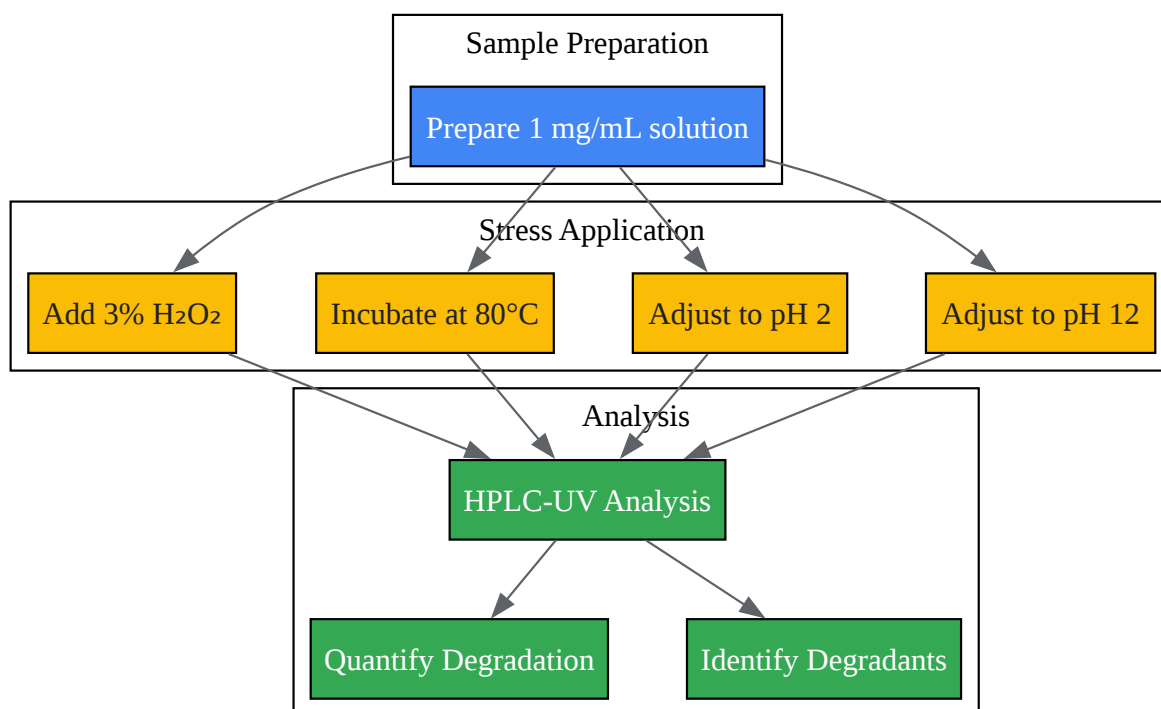 Sample Preparation
Prepare 1 mg/mL solution
Stress Application
Add 3% H₂O₂
Incubate at 80°C
Adjust to pH 2
Adjust to pH 12
Analysis
HPLC-UV Analysis
Quantify Degradation
Identify Degradants